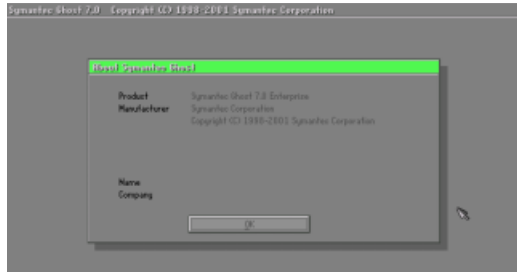 Symantec Ghost 7.0   Copyright (C) 1998-2001 Symantec Corporation
About Symantec Ghost
Product Symantec Ghost 7.0 Enterprise
Manufacturer Symantec Corporation
Copyright (C) 1998-2001 Symantec Corporation
Name
Company
OK